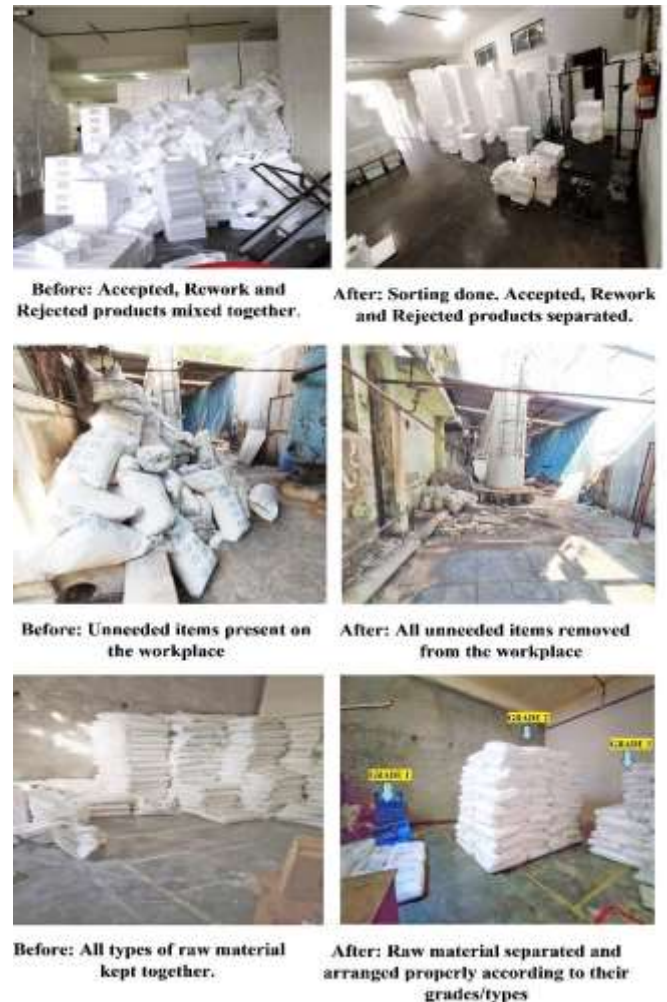 Before: Accepted, Rework and
Rejected products mixed together.
After: Sorting done. Accepted, Rework
and Rejected products separated.
Before: Unneeded items present on
the workplace
After: All unneeded items removed
from the workplace
GRADE 1
GRADE 2
GRADE 3
Before: All types of raw material
kept together.
After: Raw material separated and
arranged properly according to their
grades/types